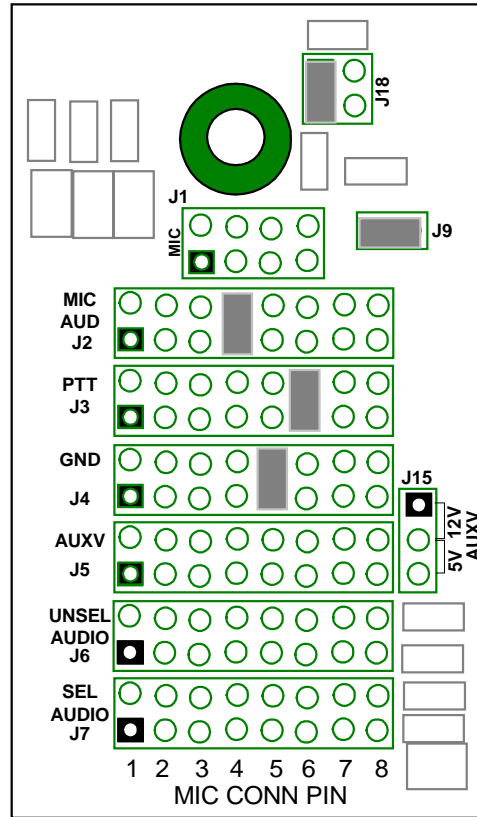 J18
J1
MIC
J9
MIC
AUD
J2
PTT
J3
GND
J4
J15
12V
5V
AUXV
AUXV
J5
UNSEL
AUDIO
J6
SEL
AUDIO
J7
1 2 3 4 5 6 7 8
MIC CONN PIN